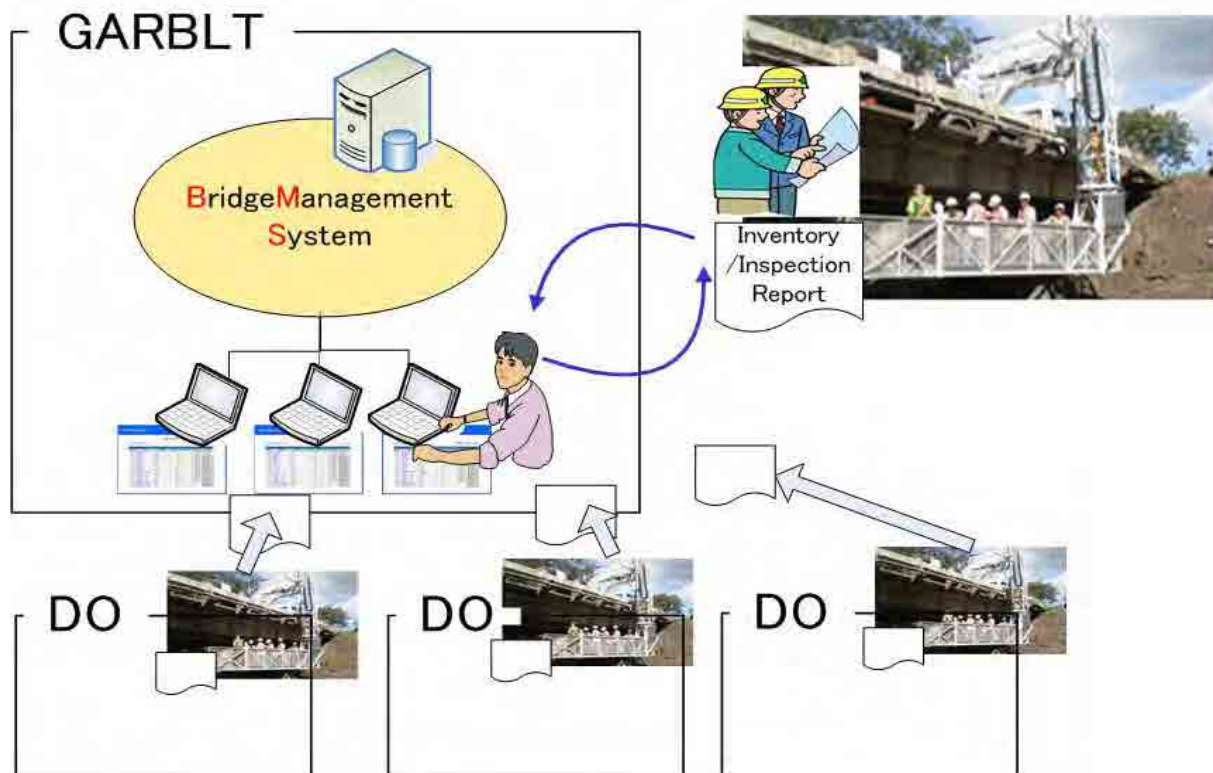 GARBLT
BridgeManagement
System
Inventory
/Inspection
Report
DO
DO
DO